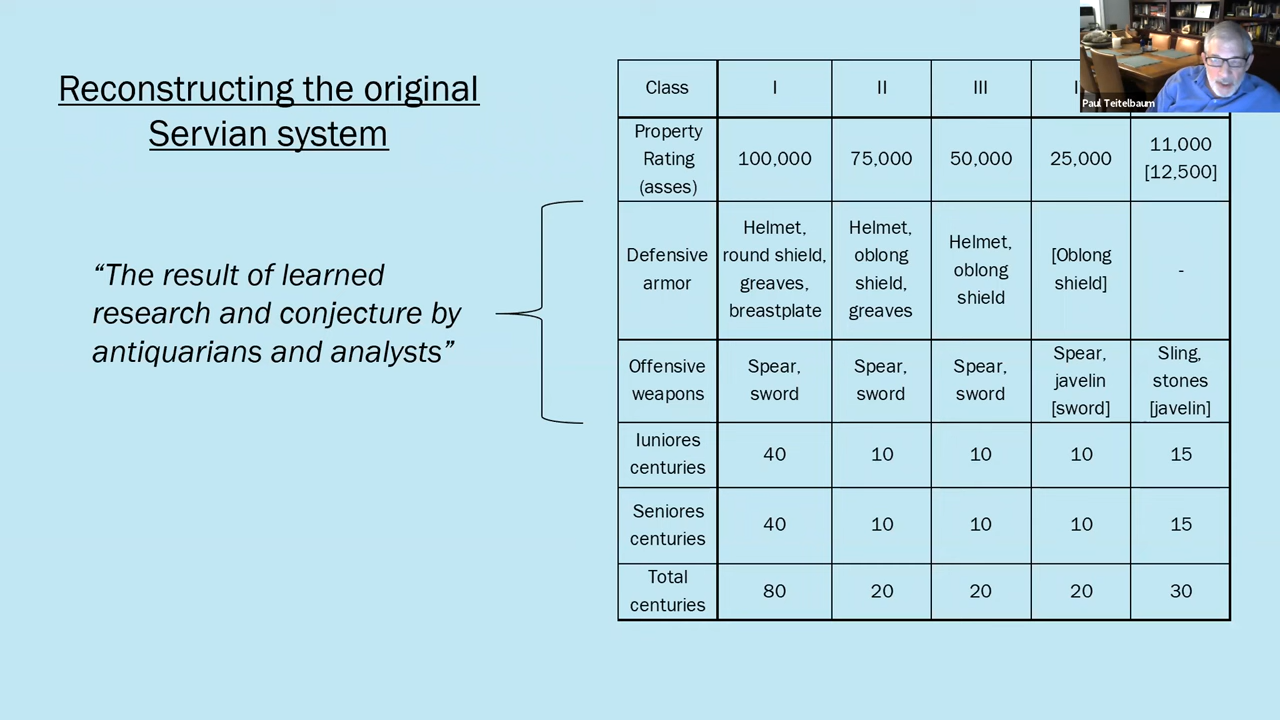 Reconstructing the original
Servian system
“The result of learned
research and conjecture by
antiquarians and analysts”
Class
I
II
III
Property
Rating
(asses)
100,000
75,000
50,000
25,000
11,000
[12,500]
Defensive
armor
Helmet,
round shield,
greaves,
breastplate
Helmet,
oblong
shield,
greaves
Helmet,
oblong
shield
[Oblong
shield]
-
Offensive
weapons
Spear,
sword
Spear,
sword
Spear,
sword
Spear,
javelin
[sword]
Sling,
stones
[javelin]
Iuniores
centuries
40
10
10
10
15
Seniores
centuries
40
10
10
10
15
Total
centuries
80
20
20
20
30
Paul Teitelbaum